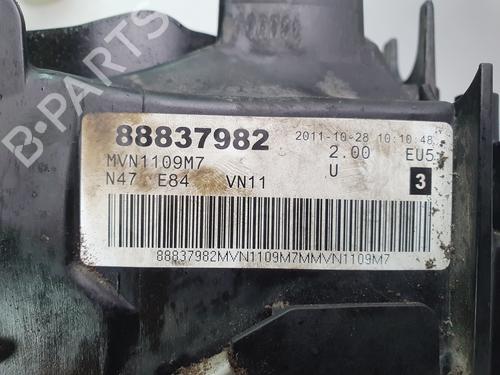 88837982 2011-10-28 10:10:48
MVN1109M7 2.00 EU5
N47 E84 VN11 U 3
88837982MVN1109M7MMVN1109M7
B-PARTS